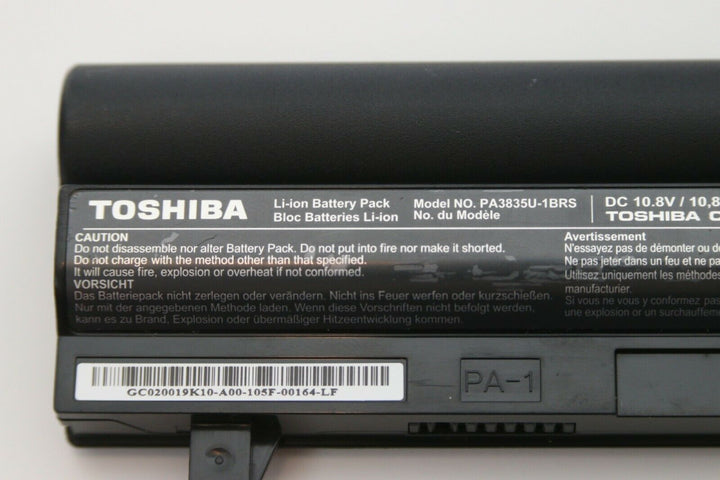 TOSHIBA
Li-ion Battery Pack
Bloc Batteries Li-ion
Model NO. PA3835U-1BRS
No. du Modèle
DC 10.8V / 10,8
TOSHIBA C
CAUTION
Do not disassemble nor alter Battery Pack. Do not put into fire nor make it shorted.
Do not charge with the method other than that specified.
It will cause fire, explosion or overheat if not conformed.
VORSICHT
Das Batteriepack nicht zerlegen oder verändern. Nicht ins Feuer werfen oder kurzschließen.
Nur mit der angegebenen Methode laden. Wenn diese Vorschriften nicht befolgt werden,
kann es zu Brand. Explosion oder übermäßiger Hitzeentwicklung kommen.
Avertissement
N'essayez pas de démonter ou d
Ne pas jeter dans un feu et ne pa
Utilisez uniquement les méthodes
manufacturier.
Si vous ne vous y conformez pas
une explosion or un surchauffem
GC020019K10-A00-105F-00164-LF
PA-1